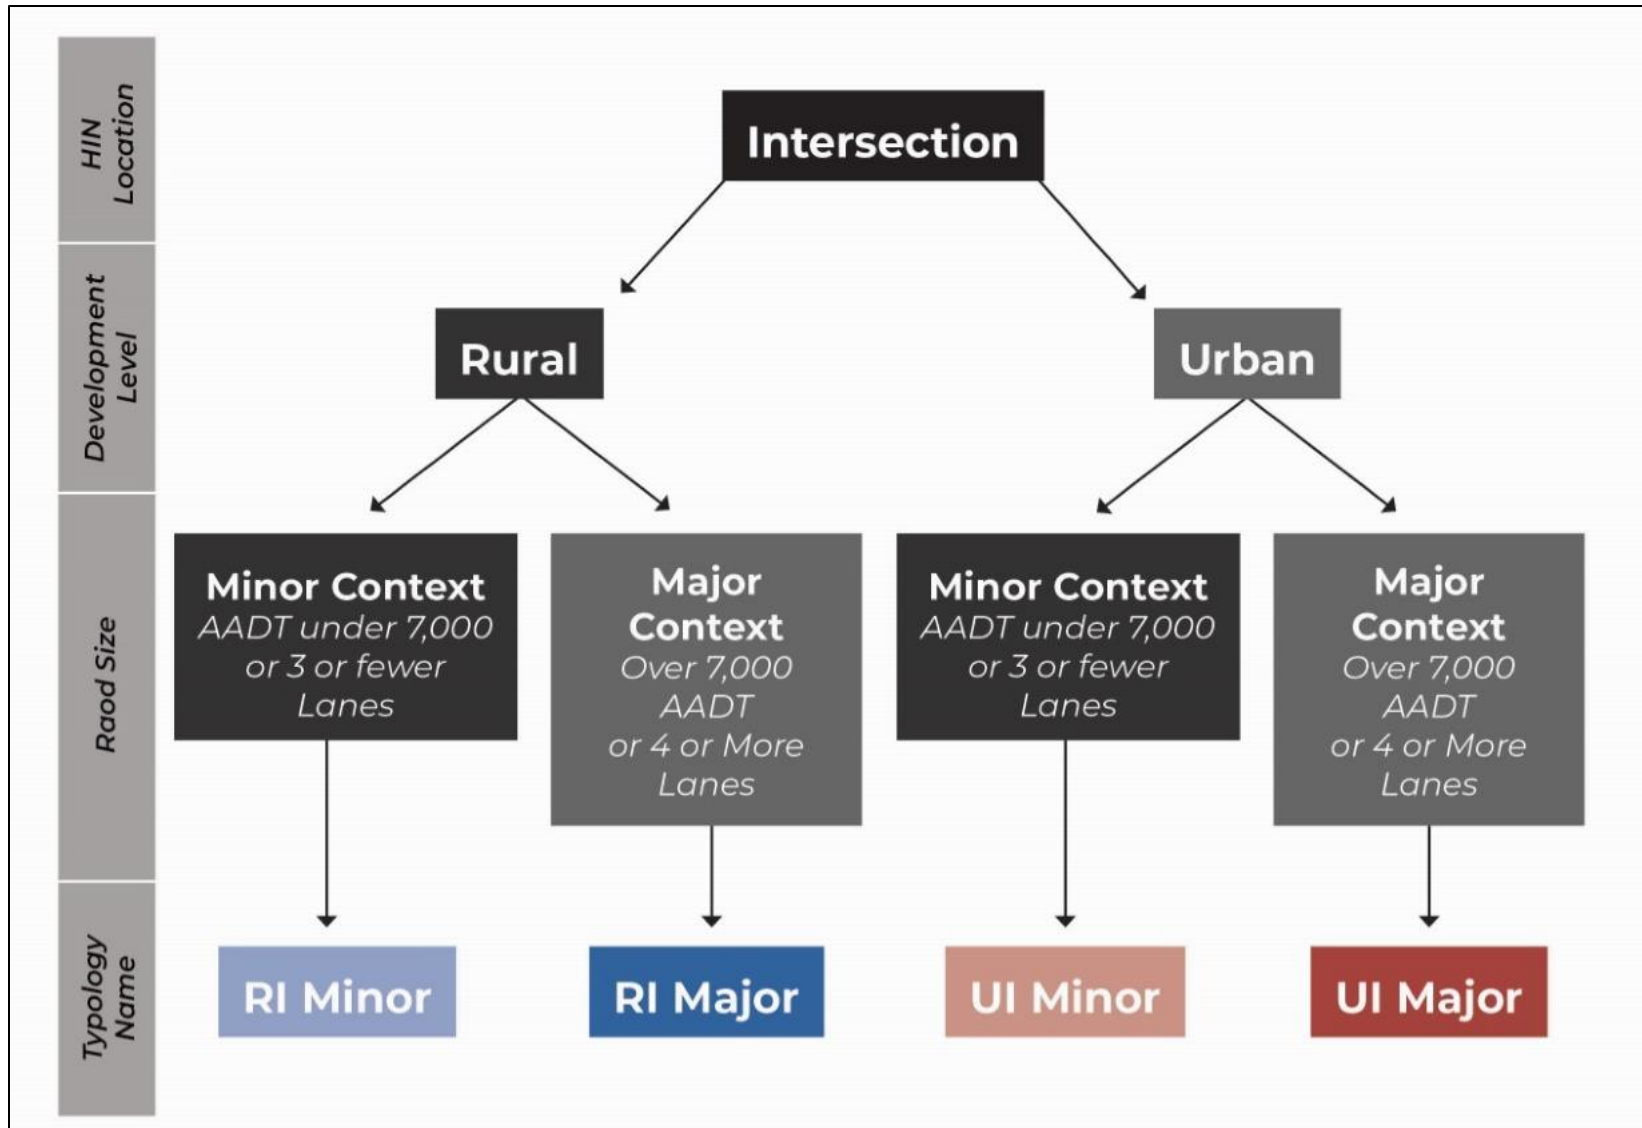 HIN
Location
Intersection
Development
Level
Rural
Urban
Raod Size
Minor Context
AADT under 7,000
or 3 or fewer
Lanes
Major
Context
Over 7,000
AADT
or 4 or More
Lanes
Minor Context
AADT under 7,000
or 3 or fewer
Lanes
Major
Context
Over 7,000
AADT
or 4 or More
Lanes
Typology
Name
RI Minor
RI Major
UI Minor
UI Major